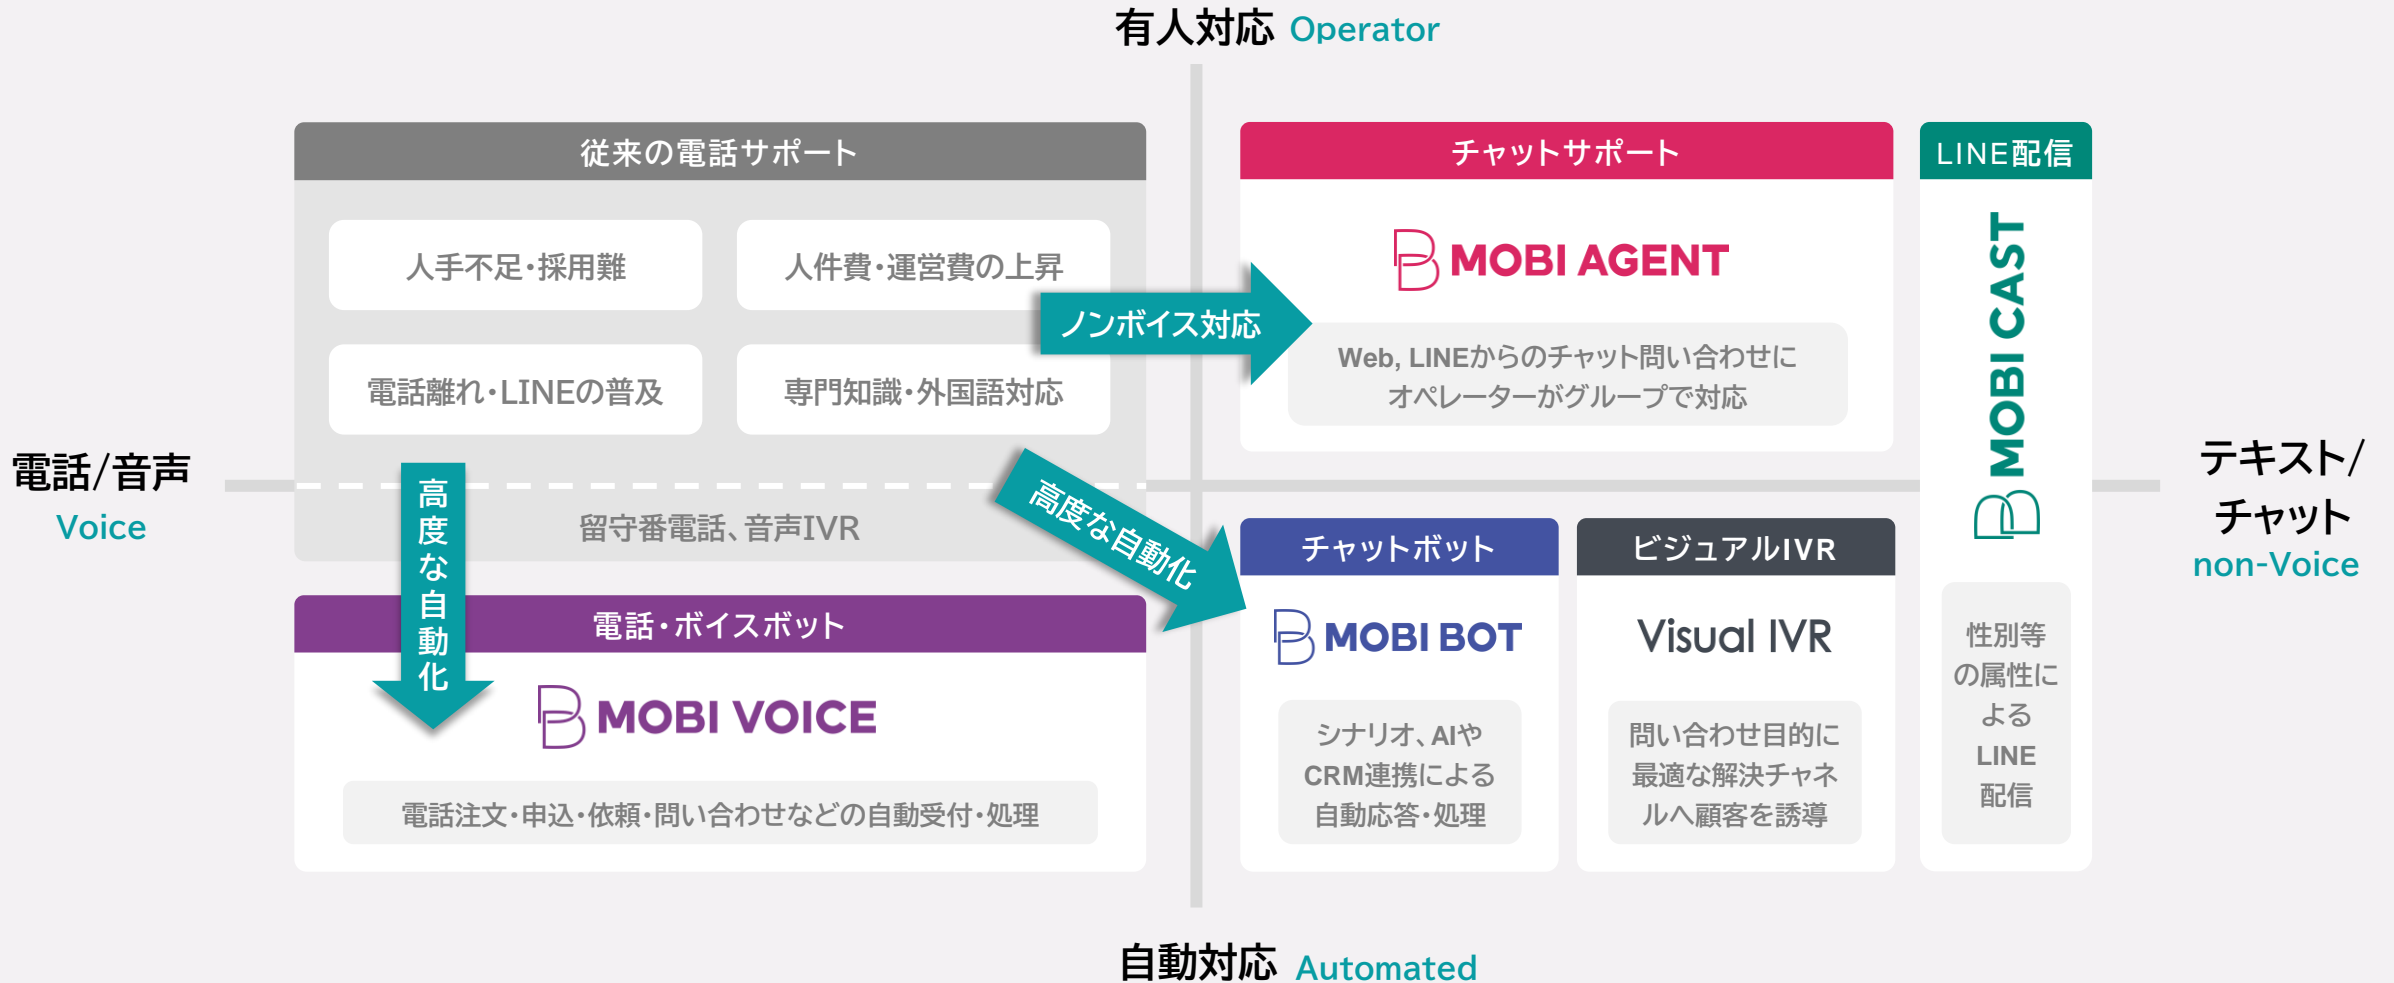 有人対応 Operator
従来の電話サポート
人手不足・採用難
人件費・運営費の上昇
電話離れ・LINEの普及
専門知識・外国語対応
留守番電話、音声IVR
ノンボイス対応
高度な自動化
高度な自動化
チャットサポート
MOBI AGENT
Web, LINEからのチャット問い合わせに
オペレーターがグループで対応
LINE配信
MOBI CAST
性別等
の属性に
よる
LINE
配信
電話/音声
Voice
テキスト/
チャット
non-Voice
電話・ボイスボット
MOBI VOICE
電話注文・申込・依頼・問い合わせなどの自動受付・処理
チャットボット
MOBI BOT
シナリオ、AIや
CRM連携による
自動応答・処理
ビジュアルIVR
Visual IVR
問い合わせ目的に
最適な解決チャネ
ルへ顧客を誘導
自動対応 Automated